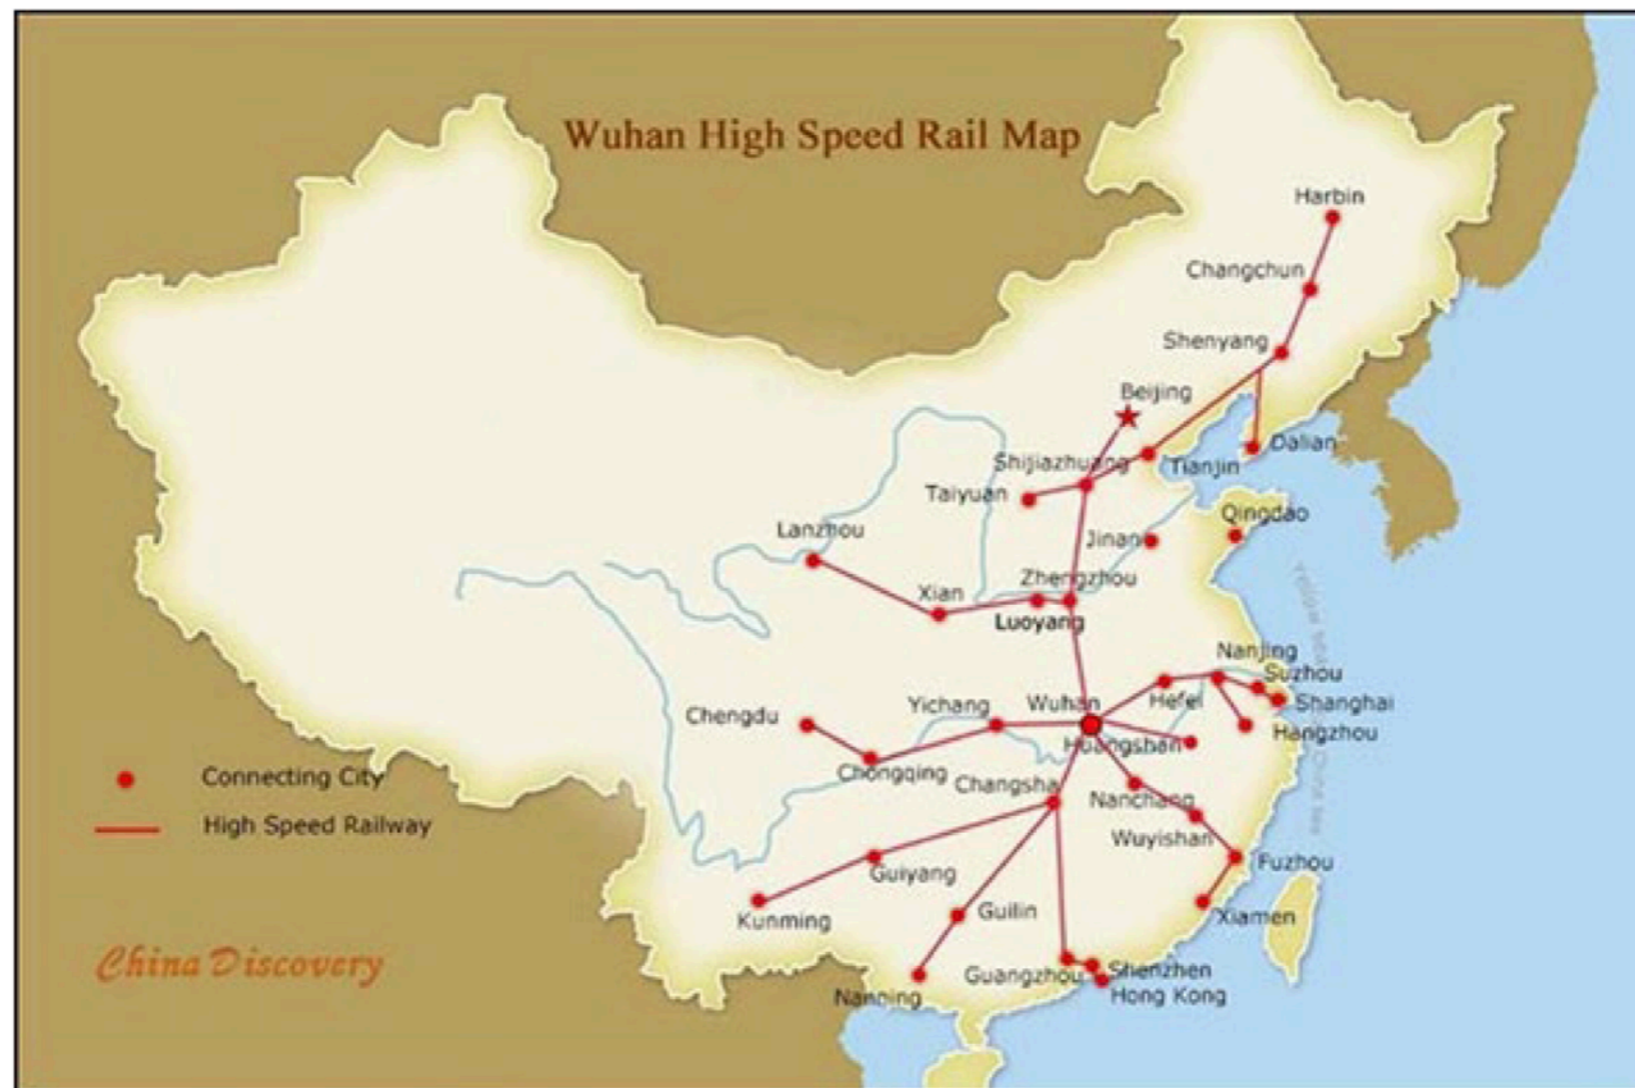 Wuhan High Speed Rail Map
Harbin
Changchun
Shenyang
Beijing
Dalian
Shijiazhuang
Tianjin
Taiyuan
Qingdao
Lanzhou
Jinan
Zhengzhou
Xian
Luoyang
Nanjing
Suzhou
Yichang
Wuhan
Hefei
Shanghai
Chengdu
Hangzhou
Huangshan
Connecting City
Chongqing
Changsha
Nanchang
High Speed Railway
Wuyishan
Fuzhou
Guiyang
Kunming
Guilin
Xiamen
China Discovery
Guangzhou
Shenzhen
Nanning
Hong Kong